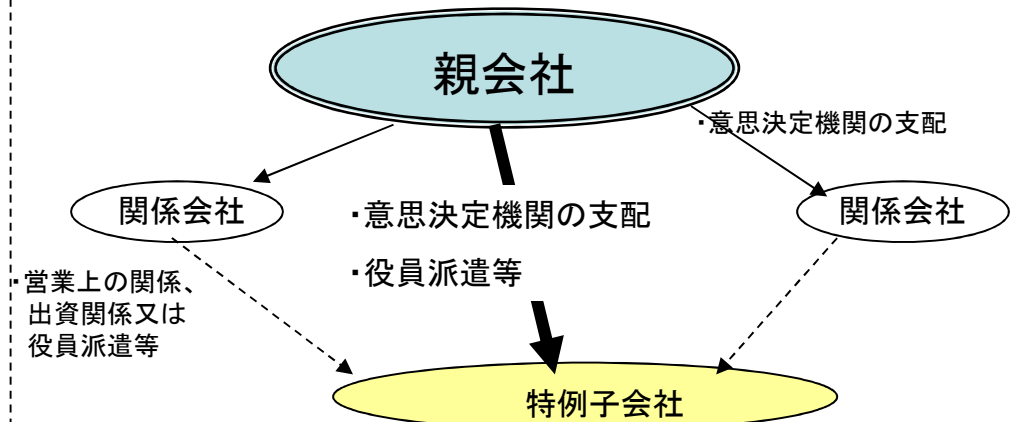 親会社
・意思決定機関の支配
関係会社
・意思決定機関の支配
・役員派遣等
関係会社
・営業上の関係、
出資関係又は
役員派遣等
特例子会社